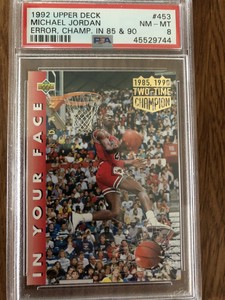 1992 UPPER DECK #453
MICHAEL JORDAN NM - MT
ERROR, CHAMP. IN 85 & 90 8
PSA 45529744
1985, 1990
TWO-TIME
CHAMPION
IN YOUR FACE